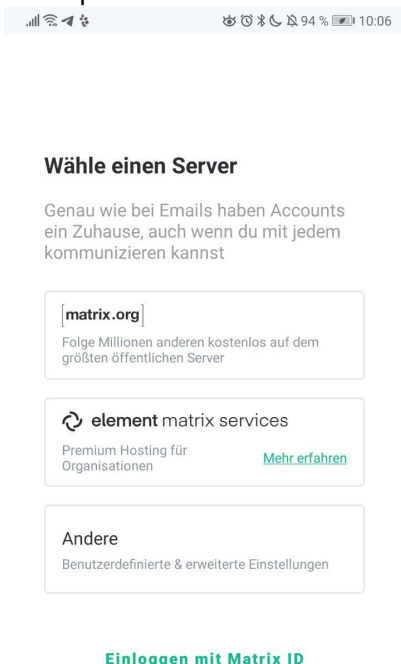 94 % 10:06
Wähle einen Server
Genau wie bei Emails haben Accounts
ein Zuhause, auch wenn du mit jedem
kommunizieren kannst
[matrix.org]
Folge Millionen anderen kostenlos auf dem
größten öffentlichen Server
element matrix services
Premium Hosting für
Organisationen
Mehr erfahren
Andere
Benutzerdefinierte & erweiterte Einstellungen
Einloggen mit Matrix ID